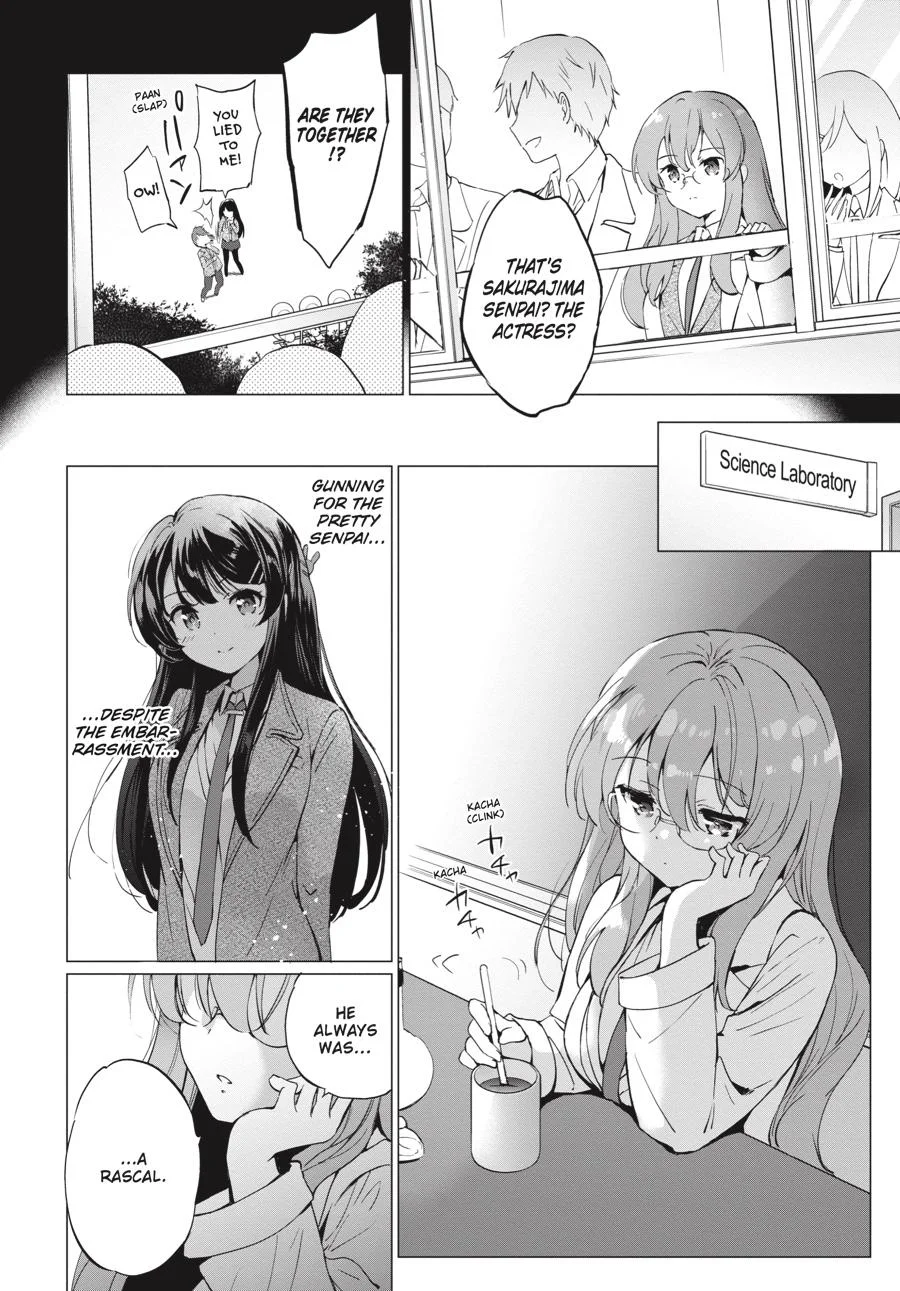 THAT'S
SAKURAJIMA
SENPAI? THE
ACTRESS?
ARE THEY
TOGETHER
!?
YOU
LIED
TO
ME!
PAAN
(SLAP)
パァン
OW!
Science Laboratory
KACHA
(CLINK)
カチャ
KACHA
カチャ
GUNNING
FOR THE
PRETTY
SENPAI...
...DESPITE
THE EMBAR-
RASSMENT...
HE
ALWAYS
WAS...
...A
RASCAL.